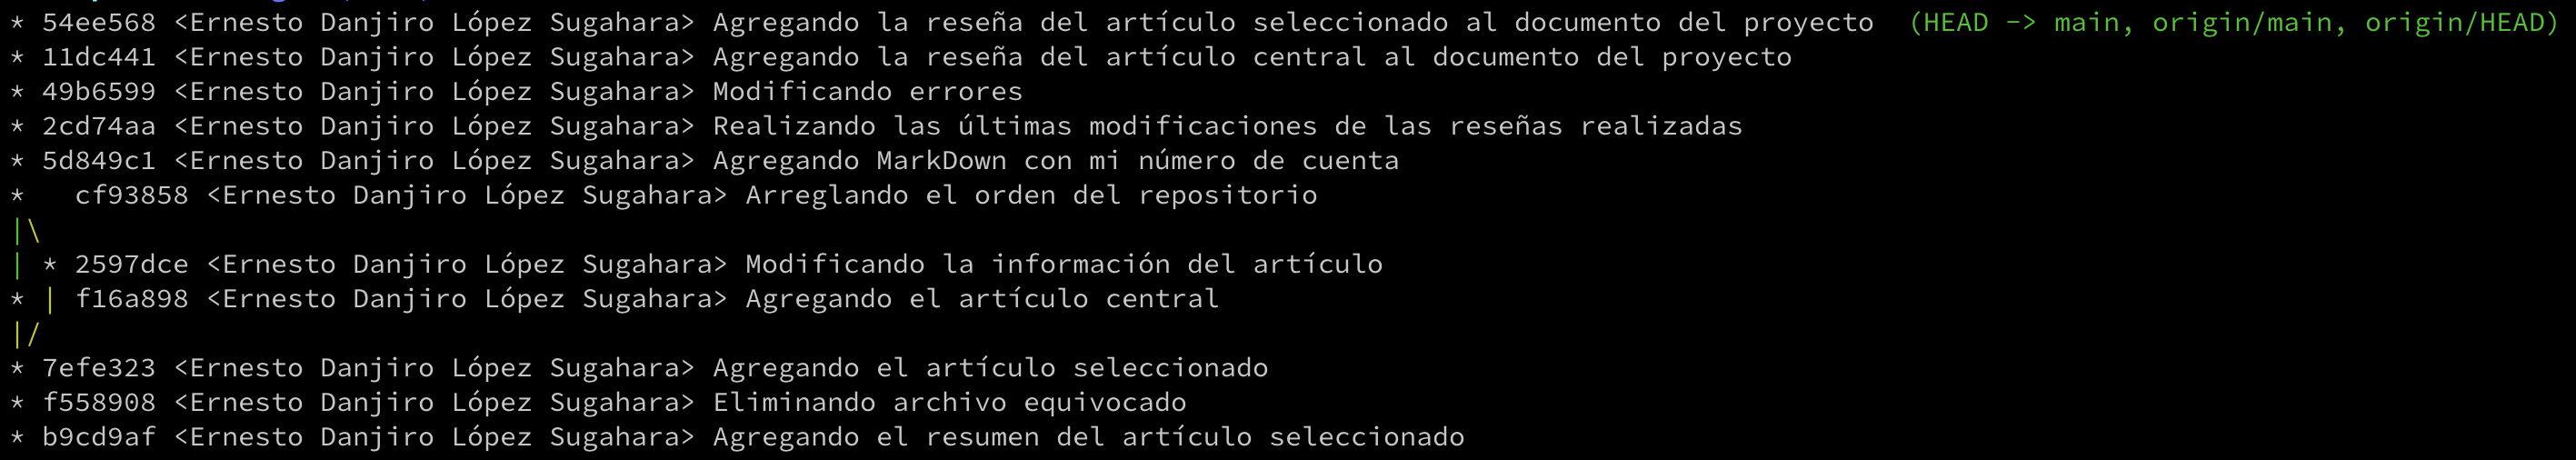 * 54ee568 <Ernesto Danjiro López Sugahara> Agregando la reseña del artículo seleccionado al documento del proyecto  (HEAD -> main, origin/main, origin/HEAD)
* 11dc441 <Ernesto Danjiro López Sugahara> Agregando la reseña del artículo central al documento del proyecto
* 49b6599 <Ernesto Danjiro López Sugahara> Modificando errores
* 2cd74aa <Ernesto Danjiro López Sugahara> Realizando las últimas modificaciones de las reseñas realizadas
* 5d849c1 <Ernesto Danjiro López Sugahara> Agregando MarkDown con mi número de cuenta
*   cf93858 <Ernesto Danjiro López Sugahara> Arreglando el orden del repositorio
|\
| * 2597dce <Ernesto Danjiro López Sugahara> Modificando la información del artículo
* | f16a898 <Ernesto Danjiro López Sugahara> Agregando el artículo central
|/
* 7efe323 <Ernesto Danjiro López Sugahara> Agregando el artículo seleccionado
* f558908 <Ernesto Danjiro López Sugahara> Eliminando archivo equivocado
* b9cd9af <Ernesto Danjiro López Sugahara> Agregando el resumen del artículo seleccionado